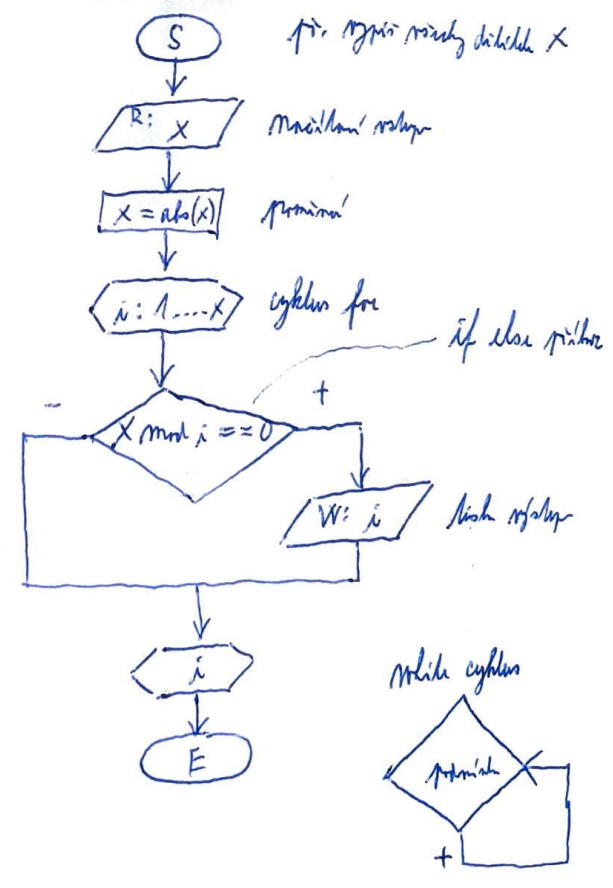 S
př. vypiš všechny dělitele X
R: X
načítání vstupu
X = abs(x)
proměnná
i: 1....X
cyklus for
if else příkaz
-
+
X mod i == 0
W: i
tisk výstupu
i
E
while cyklus
podmínka
+